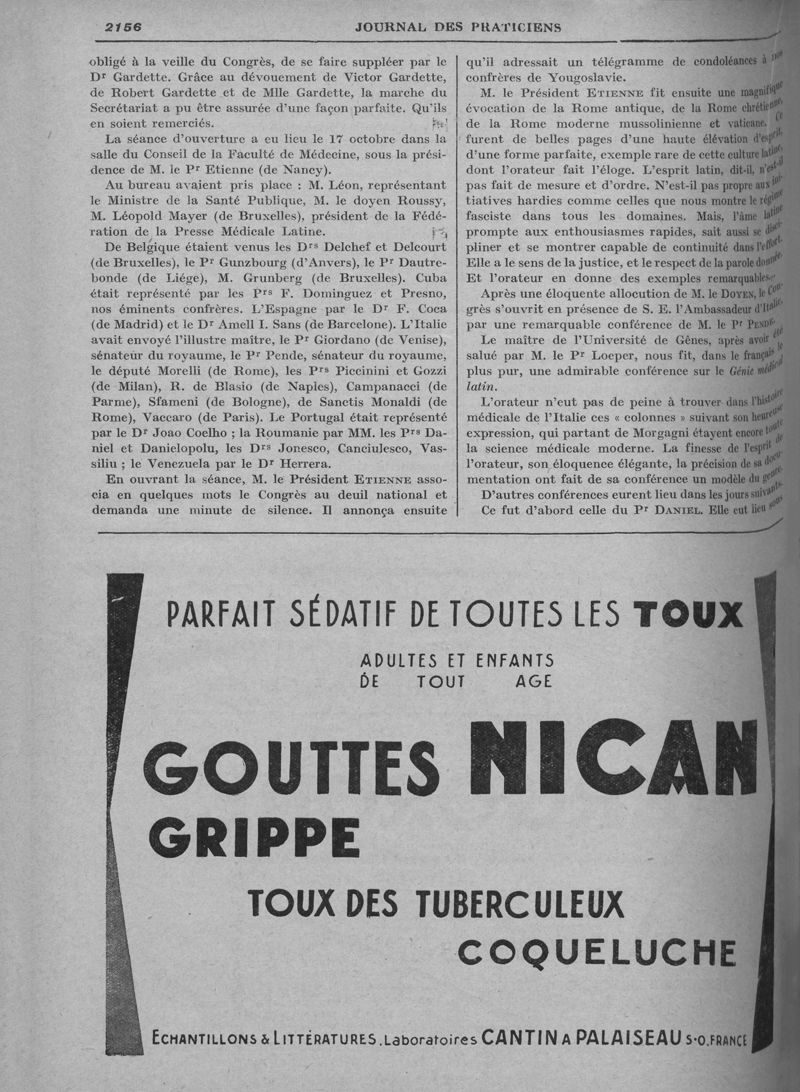 2156
JOURNAL DES PRATICIENS
obligé à la veille du Congrès, de se faire suppléer par le
Dr Gardette. Grâce au dévouement de Victor Gardette,
de Robert Gardette et de Mlle Gardette, la marche du
Secrétariat a pu être assurée d'une façon parfaite. Qu'ils
en soient remerciés.
La séance d'ouverture a eu lieu le 17 octobre dans la
salle du Conseil de la Faculté de Médecine, sous la prési-
dence de M. le Pr Etienne (de Nancy).
Au bureau avaient pris place : M. Léon, représentant
le Ministre de la Santé Publique, M. le doyen Roussy,
M. Léopold Mayer (de Bruxelles), président de la Fédé-
ration de la Presse Médicale Latine.
De Belgique étaient venus les Drs Delchef et Delcourt
(de Bruxelles), le Pr Gunzbourg (d'Anvers), le Pr Dautre-
bonde (de Liége), M. Grunberg (de Bruxelles). Cuba
était représenté par les Prs F. Dominguez et Presno,
nos éminents confrères. L'Espagne par le Dr F. Coca
(de Madrid) et le Dr Amell I. Sans (de Barcelone). L'Italie
avait envoyé l'illustre maître, le Pr Giordano (de Venise),
sénateur du royaume, le Pr Pende, sénateur du royaume,
le député Morelli (de Rome), les Prs Piccinini et Gozzi
(de Milan), R. de Blasio (de Naples), Campanacci (de
Parme), Sfameni (de Bologne), de Sanctis Monaldi (de
Rome), Vaccaro (de Paris). Le Portugal était représenté
par le Dr Joao Coelho ; la Roumanie par MM. les Prs Da-
niel et Danielopolu, les Drs Jonesco, Canciulesco, Vas-
siliu ; le Venezuela par le Dr Herrera.
En ouvrant la séance, M. le Président ETIENNE asso-
cia en quelques mots le Congrès au deuil national et
demanda une minute de silence. Il annonça ensuite
qu'il adressait un télégramme de condoléances à nos
confrères de Yougoslavie.
M. le Président ETIENNE fit ensuite une magnifique
évocation de la Rome antique, de la Rome chrétienne,
de la Rome moderne mussolinienne et vaticane. Ce
furent de belles pages d'une haute élévation d'esprit,
d'une forme parfaite, exemple rare de cette culture latine,
dont l'orateur fait l'éloge. L'esprit latin, dit-il, n'est
pas fait de mesure et d'ordre. N'est-il pas propre aux ini-
tiatives hardies comme celles que nous montre le régime
fasciste dans tous les domaines. Mais, l'âme latine
prompte aux enthousiasmes rapides, sait aussi se disci-
pliner et se montrer capable de continuité dans l'effort.
Elle a le sens de la justice, et le respect de la parole donnée.
Et l'orateur en donne des exemples remarquables.
Après une éloquente allocution de M. le DOYEN, le Con-
grès s'ouvrit en présence de S. E. l'Ambassadeur d'Italie
par une remarquable conférence de M. le Pr PENDE.
Le maître de l'Université de Gênes, après avoir été
salué par M. le Pr Loeper, nous fit, dans le français
plus pur, une admirable conférence sur le Génie médical
latin.
L'orateur n'eut pas de peine à trouver dans l'histoire
médicale de l'Italie ces « colonnes » suivant son heureuse
expression, qui partant de Morgagni étayent encore toute
la science médicale moderne. La finesse de l'esprit de
l'orateur, son éloquence élégante, la précision de sa docu-
mentation ont fait de sa conférence un modèle du genre.
D'autres conférences eurent lieu dans les jours suivants.
Ce fut d'abord celle du Pr DANIEL. Elle eut lieu
PARFAIT SÉDATIF DE TOUTES LES TOUX
ADULTES ET ENFANTS
DE TOUT AGE
GOUTTES NICAN
GRIPPE
TOUX DES TUBERCULEUX
COQUELUCHE
ECHANTILLONS & LITTÉRATURES. Laboratoires CANTIN A PALAISEAU S.-O. FRANCE